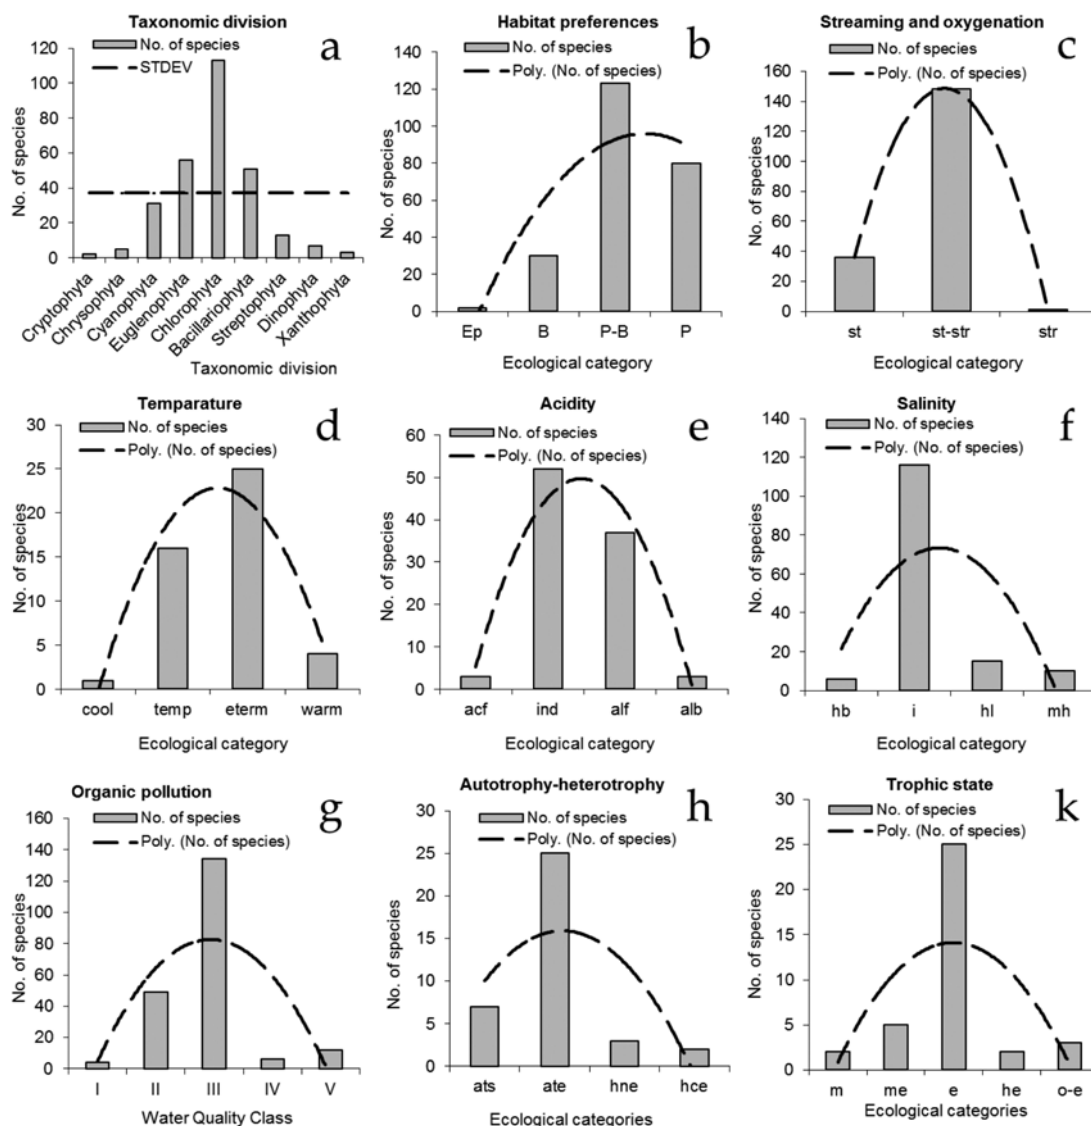 Taxonomic division
a
No. of species
STDEV
120
100
80
60
40
20
0
No. of species
Cryptophyta
Chrysophyta
Cyanophyta
Euglenophyta
Chlorophyta
Bacillariophyta
Streptophyta
Dinophyta
Xanthophyta
Taxonomic division
Habitat preferences
b
No. of species
Poly. (No. of species)
140
120
100
80
60
40
20
0
No. of species
Ep B P-B P
Ecological category
Streaming and oxygenation
c
No. of species
Poly. (No. of species)
160
140
120
100
80
60
40
20
0
No. of species
st st-str str
Ecological category
Temparature
d
No. of species
Poly. (No. of species)
30
25
20
15
10
5
0
No. of species
cool temp eterm warm
Ecological category
Acidity
e
No. of species
Poly. (No. of species)
60
50
40
30
20
10
0
No. of species
acf ind alf alb
Ecological category
Salinity
f
No. of species
Poly. (No. of species)
140
120
100
80
60
40
20
0
No. of species
hb i hl mh
Ecological category
Organic pollution
g
No. of species
Poly. (No. of species)
160
140
120
100
80
60
40
20
0
No. of species
I II III IV V
Water Quality Class
Autotrophy-heterotrophy
h
No. of species
Poly. (No. of species)
30
25
20
15
10
5
0
No. of species
ats ate hne hce
Ecological categories
Trophic state
k
No. of species
Poly. (No. of species)
30
25
20
15
10
5
0
No. of species
m me e he o-e
Ecological categories